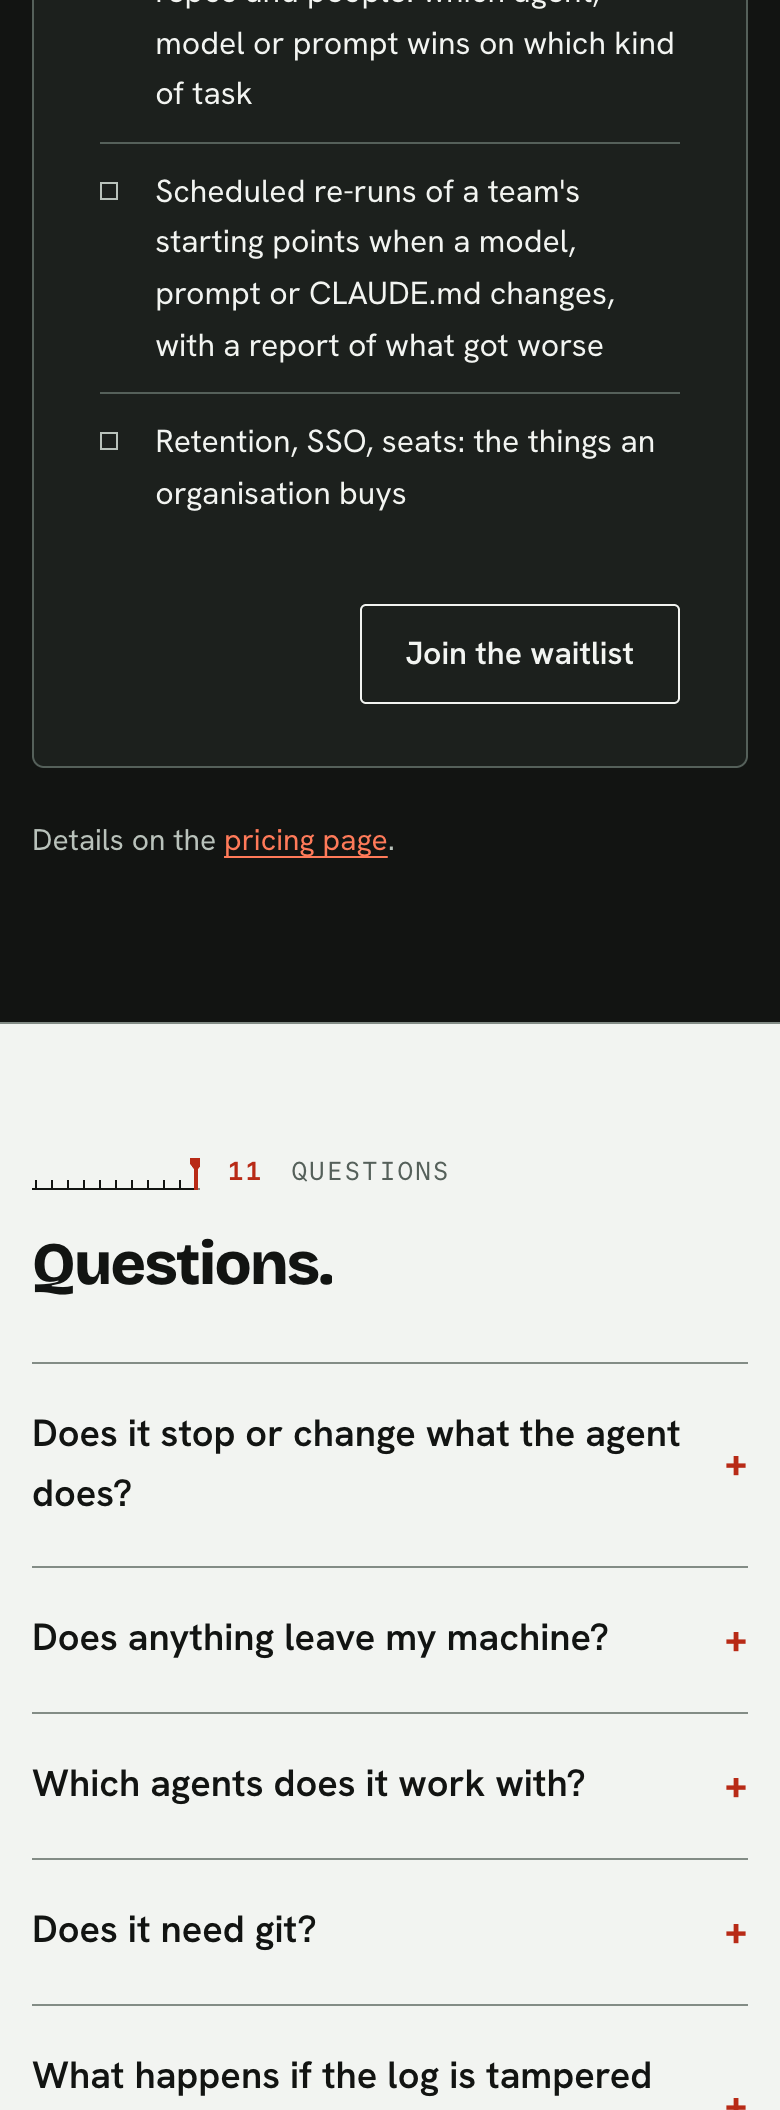 model or prompt wins on which kind
of task
Scheduled re-runs of a team's
starting points when a model,
prompt or CLAUDE.md changes,
with a report of what got worse
Retention, SSO, seats: the things an
organisation buys
Join the waitlist
Details on the pricing page.
11 QUESTIONS
Questions.
Does it stop or change what the agent
does?
+
Does anything leave my machine?
+
Which agents does it work with?
+
Does it need git?
+
What happens if the log is tampered
+